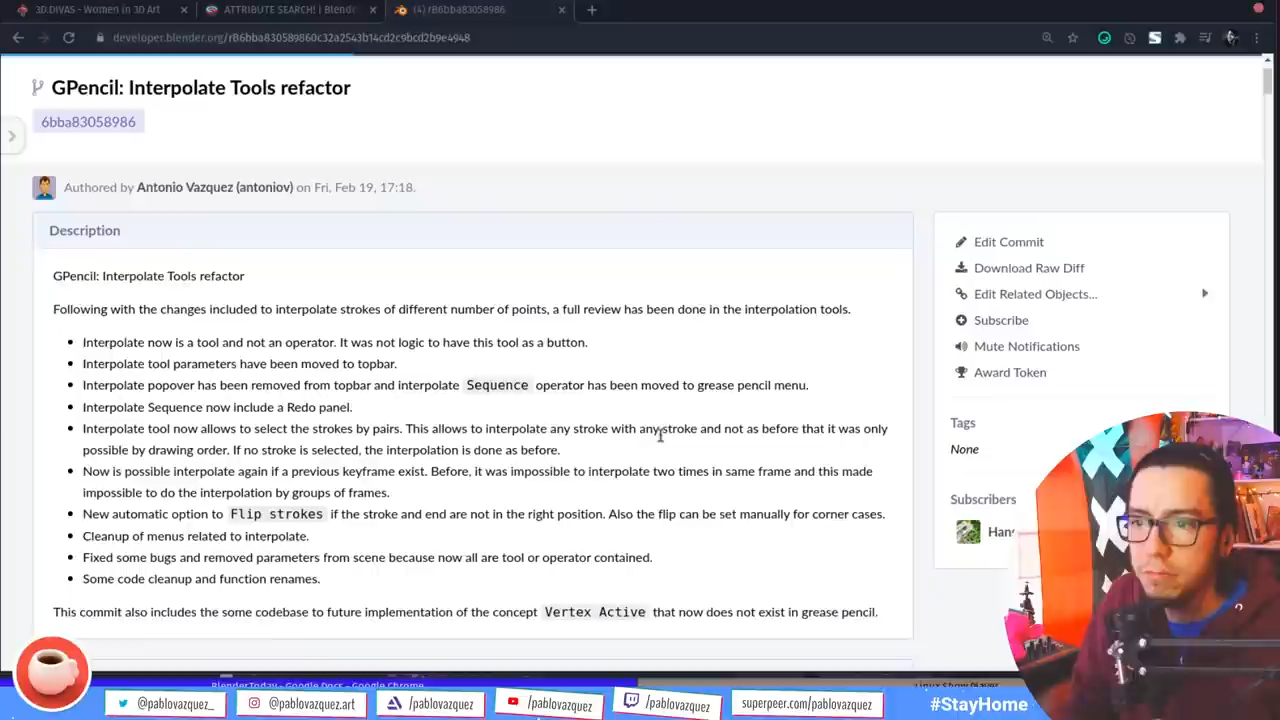 3D:DIVAS - Women in 3D Art
ATTRIBUTE SEARCH! | Blende
(4) rB6bba83058986
developer.blender.org/rB6bba830589860c32a2543b14cd2c9bcd2b9e4948
GPencil: Interpolate Tools refactor
6bba83058986
Authored by Antonio Vazquez (antoniov) on Fri, Feb 19, 17:18.
Description
GPencil: Interpolate Tools refactor
Following with the changes included to interpolate strokes of different number of points, a full review has been done in the interpolation tools.
Interpolate now is a tool and not an operator. It was not logic to have this tool as a button.
Interpolate tool parameters have been moved to topbar.
Interpolate popover has been removed from topbar and interpolate Sequence operator has been moved to grease pencil menu.
Interpolate Sequence now include a Redo panel.
Interpolate tool now allows to select the strokes by pairs. This allows to interpolate any stroke with any stroke and not as before that it was only
possible by drawing order. If no stroke is selected, the interpolation is done as before.
Now is possible interpolate again if a previous keyframe exist. Before, it was impossible to interpolate two times in same frame and this made
impossible to do the interpolation by groups of frames.
New automatic option to Flip strokes if the stroke and end are not in the right position. Also the flip can be set manually for corner cases.
Cleanup of menus related to interpolate.
Fixed some bugs and removed parameters from scene because now all are tool or operator contained.
Some code cleanup and function renames.
This commit also includes the some codebase to future implementation of the concept Vertex Active that now does not exist in grease pencil.
Edit Commit
Download Raw Diff
Edit Related Objects...
Subscribe
Mute Notifications
Award Token
Tags
None
Subscribers
Hans
BlenderToday - Google Docs - Google Chrome
Linux Show Player
@pablovazquez_
@pablovazquez.art
/pablovazquez
/pablovazquez
/pablovazquez
superpeer.com/pablovazquez
#StayHome